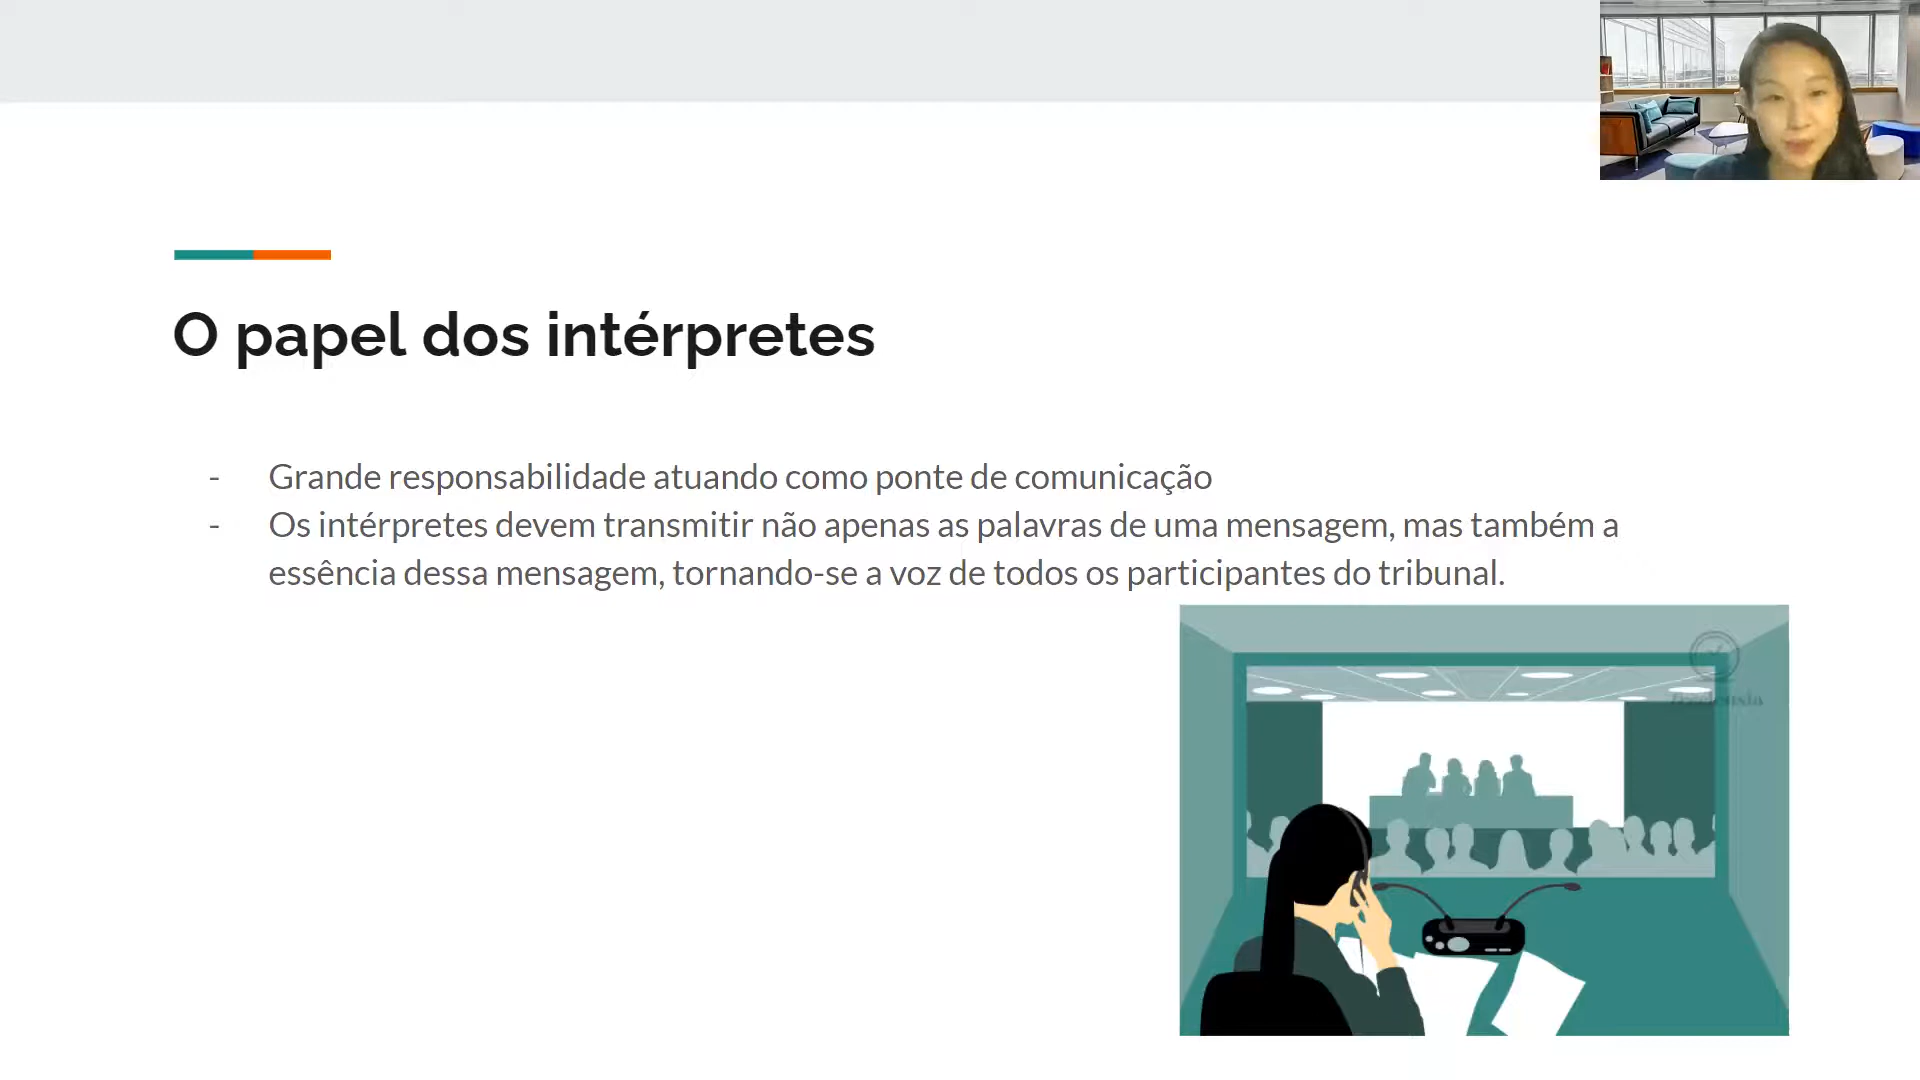 O papel dos intérpretes
- Grande responsabilidade atuando como ponte de comunicação
- Os intérpretes devem transmitir não apenas as palavras de uma mensagem, mas também a
essência dessa mensagem, tornando-se a voz de todos os participantes do tribunal.